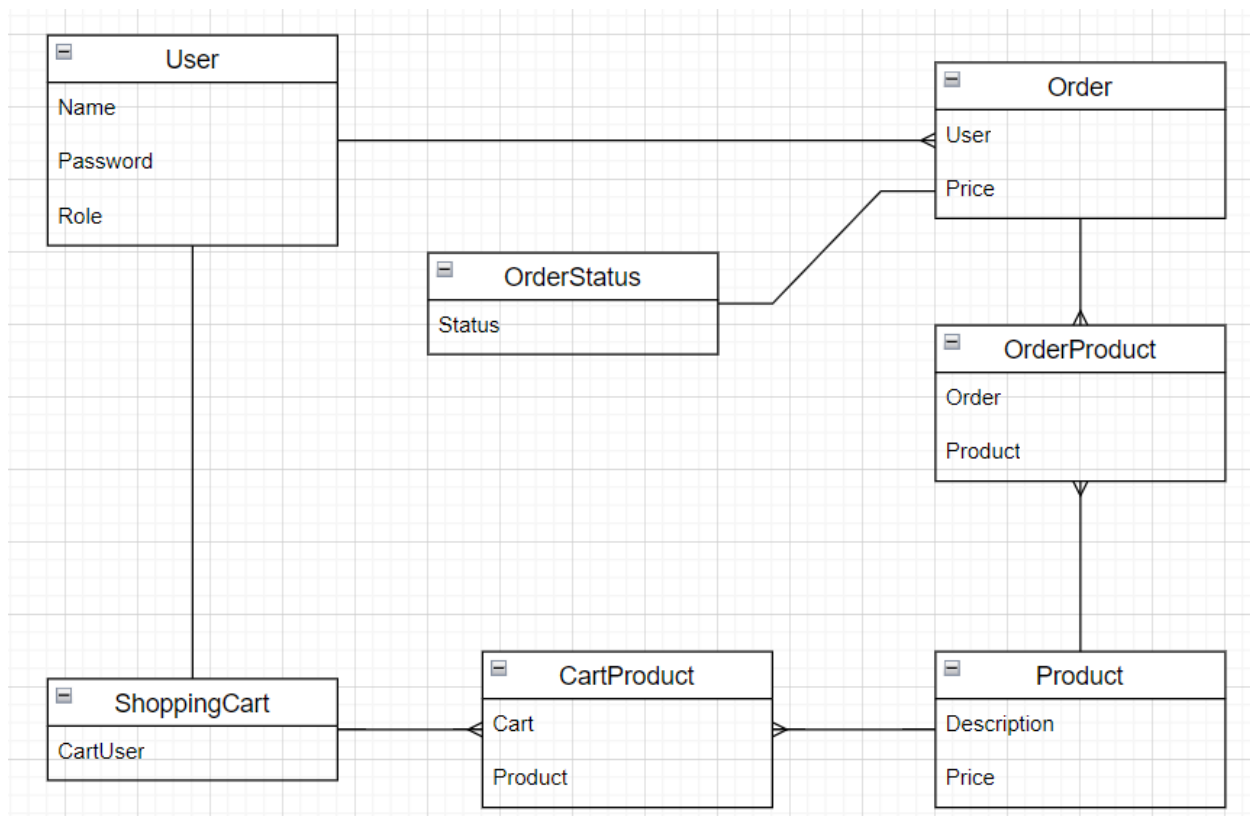 User
Name
Password
Role
Order
User
Price
OrderStatus
Status
OrderProduct
Order
Product
ShoppingCart
CartUser
CartProduct
Cart
Product
Product
Description
Price